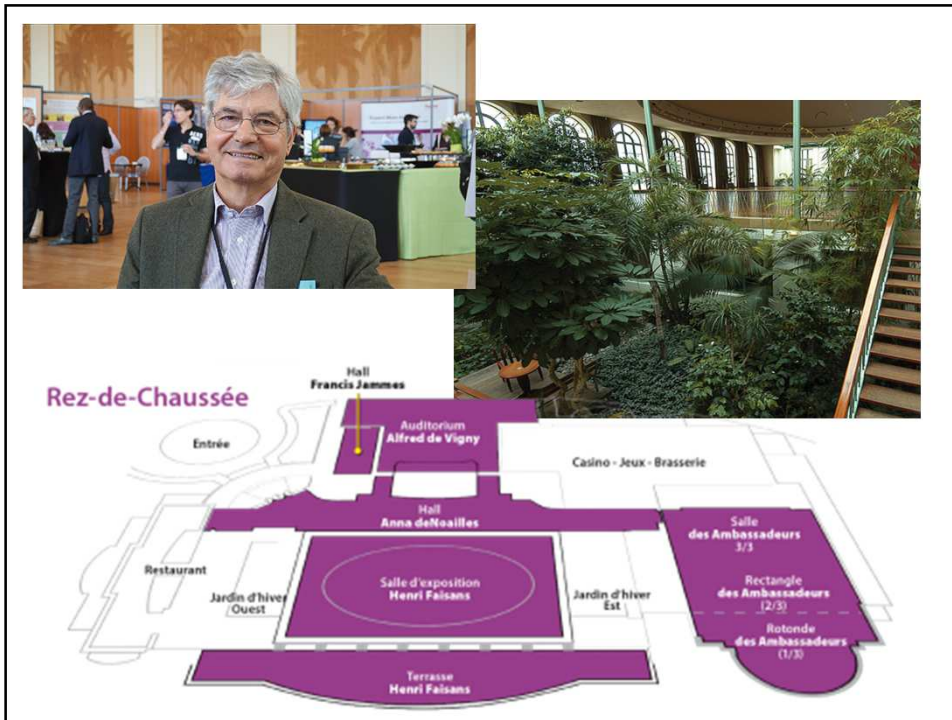 Rez-de-Chaussée
Hall
Francis Jammes
Entrée
Auditorium
Alfred de Vigny
Casino - Jeux - Brasserie
Hall
Anna deNoailles
Salle
des Ambassadeurs
3/3
Restaurant
Jardin d'hiver
Ouest
Salle d'exposition
Henri Faisans
Jardin d'hiver
Est
Rectangle
des Ambassadeurs
(2/3)
Rotonde
des Ambassadeurs
(1/3)
Terrasse
Henri Faisans